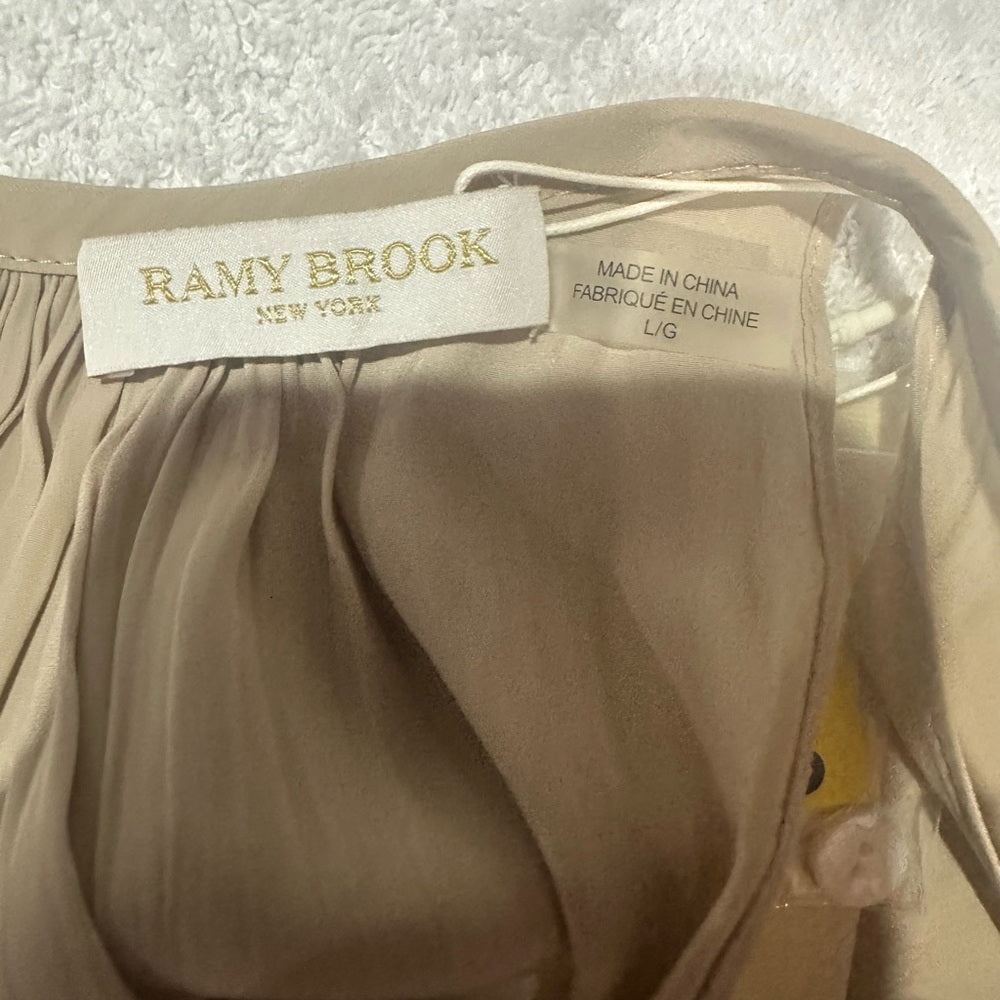 RAMY BROOK
NEW YORK
MADE IN CHINA
FABRIQUÉ EN CHINE
L/G